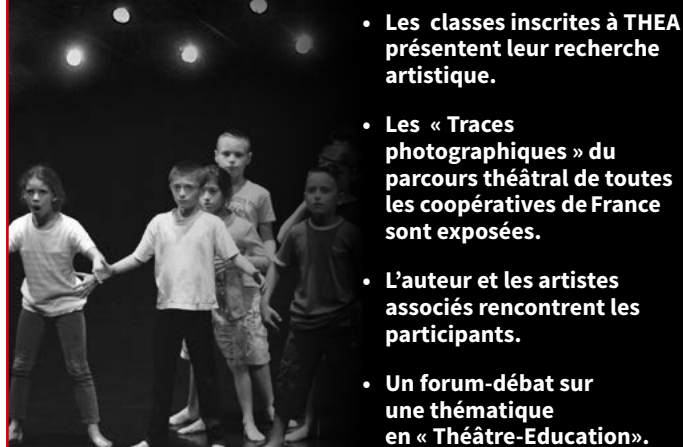 • Les classes inscrites à THEA
présentent leur recherche
artistique.
• Les « Traces
photographiques » du
parcours théâtral de toutes
les coopératives de France
sont exposées.
• L’auteur et les artistes
associés rencontrent les
participants.
• Un forum-débat sur
une thématique
en « Théâtre-Education».